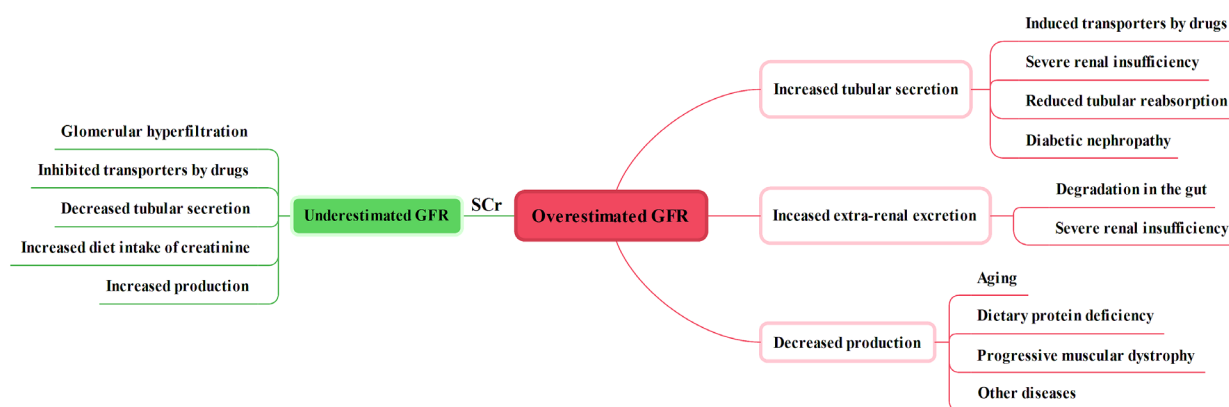 Glomerular hyperfiltration
Inhibited transporters by drugs
Decreased tubular secretion
Increased diet intake of creatinine
Increased production
Underestimated GFR
SCr
Overestimated GFR
Increased tubular secretion
Induced transporters by drugs
Severe renal insufficiency
Reduced tubular reabsorption
Diabetic nephropathy
Inceased extra-renal excretion
Degradation in the gut
Severe renal insufficiency
Decreased production
Aging
Dietary protein deficiency
Progressive muscular dystrophy
Other diseases